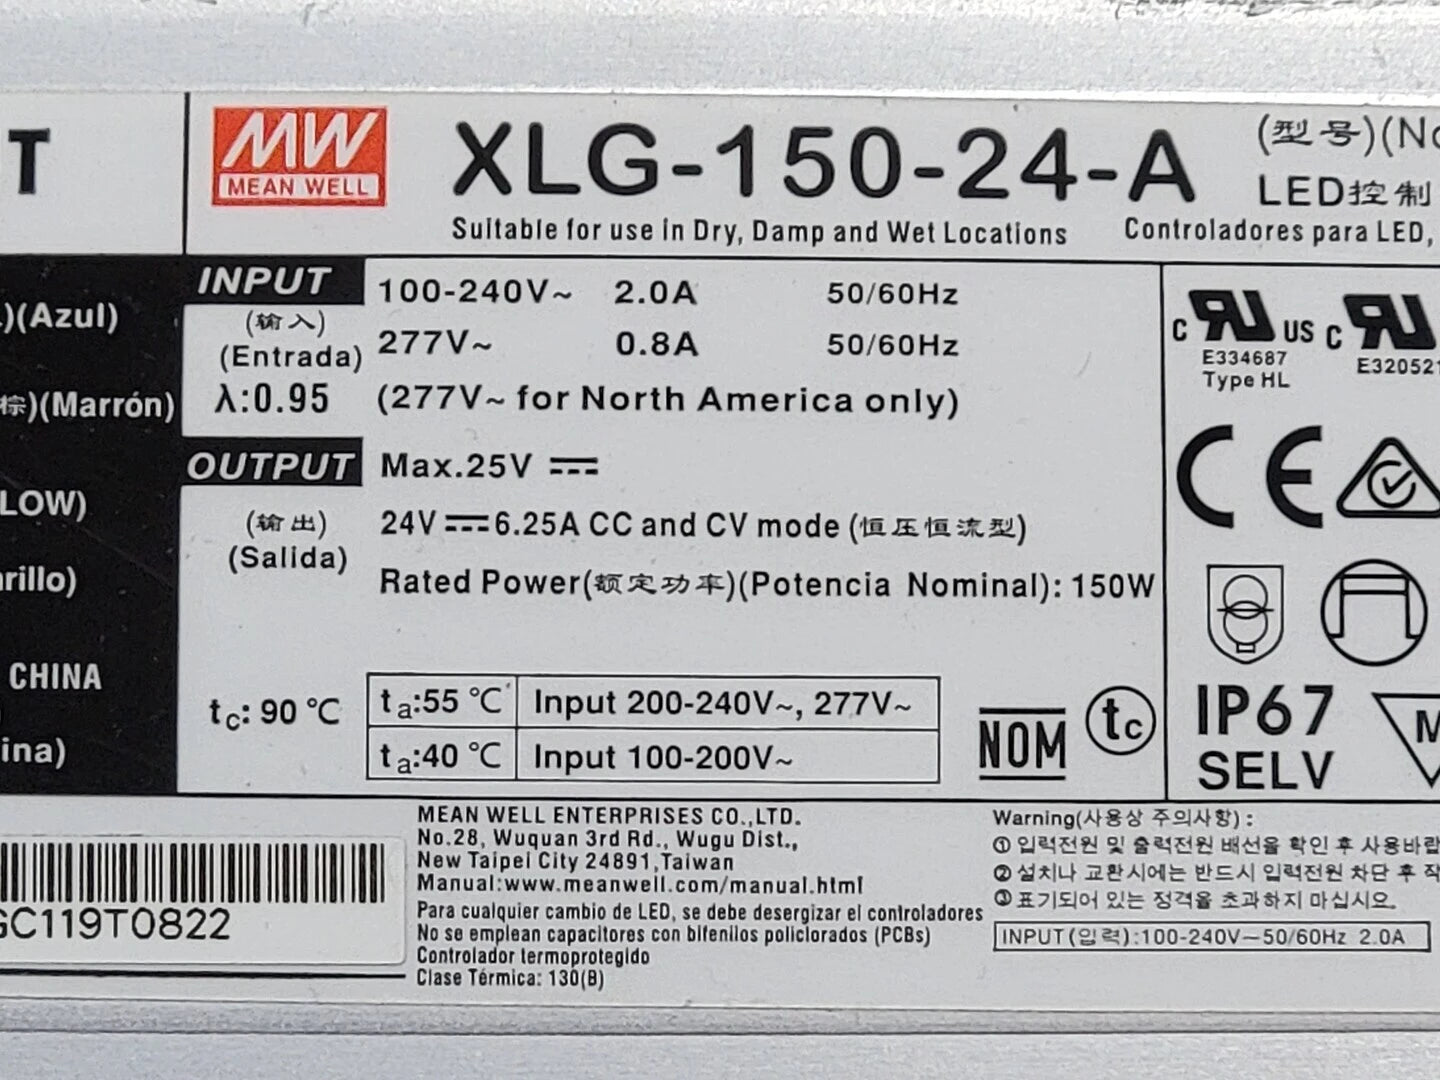 T
MW
MEAN WELL
XLG-150-24-A
(型号)(No
LED控制
Suitable for use in Dry, Damp and Wet Locations
Controladores para LED,
)(Azul)
棕)(Marrón)
LOW)
rillo)
CHINA
ina)
INPUT
(输入)
(Entrada)
λ:0.95
100-240V~ 2.0A 50/60Hz
277V~ 0.8A 50/60Hz
(277V~ for North America only)
OUTPUT
(输出)
(Salida)
Max.25V ⎓
24V⎓6.25A CC and CV mode (恒压恒流型)
Rated Power(额定功率)(Potencia Nominal): 150W
tc: 90 ℃
ta:55 ℃ Input 200-240V~, 277V~
ta:40 ℃ Input 100-200V~
NOM
tc
C RU US
E334687
Type HL
C RU
E320521
CE
IP67
SELV
M
GC119T0822
MEAN WELL ENTERPRISES CO.,LTD.
No.28, Wuquan 3rd Rd., Wugu Dist.,
New Taipei City 24891,Taiwan
Manual:www.meanwell.com/manual.html
Para cualquier cambio de LED, se debe desergizar el controladores
No se emplean capacitores con bifenilos policlorados (PCBs)
Controlador termoprotegido
Clase Térmica: 130(B)
Warning(사용상 주의사항) :
① 입력전원 및 출력전원 배선을 확인 후 사용바랍
② 설치나 교환시에는 반드시 입력전원 차단 후 작
③ 표기되어 있는 정격을 초과하지 마십시오.
INPUT(입력):100-240V~50/60Hz 2.0A